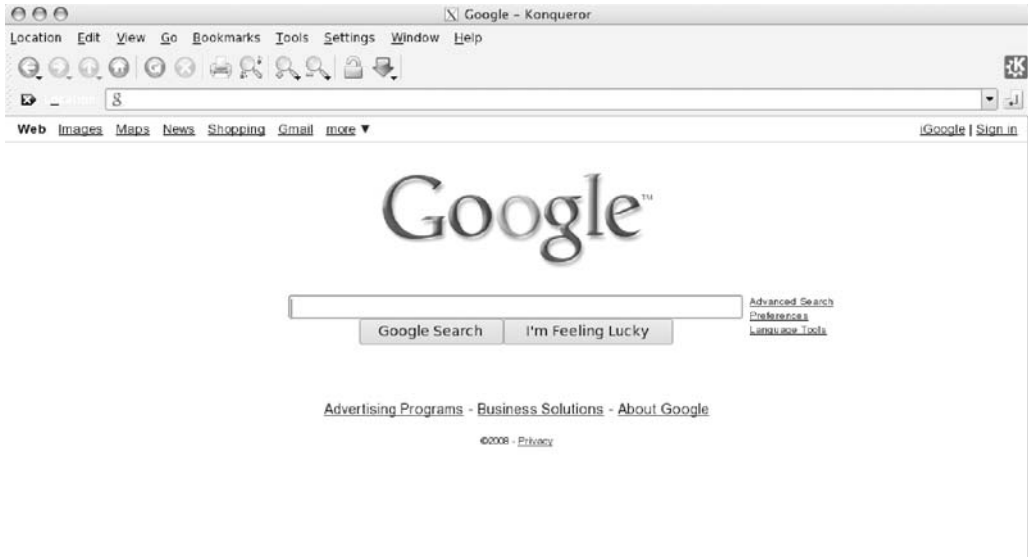 Google – Konqueror
Location Edit View Go Bookmarks Tools Settings Window Help
Web Images Maps News Shopping Gmail more ▼ iGoogle | Sign in
Google™
Advanced Search
Preferences
Google Search I'm Feeling Lucky Language Tools
Advertising Programs - Business Solutions - About Google
©2008 - Privacy